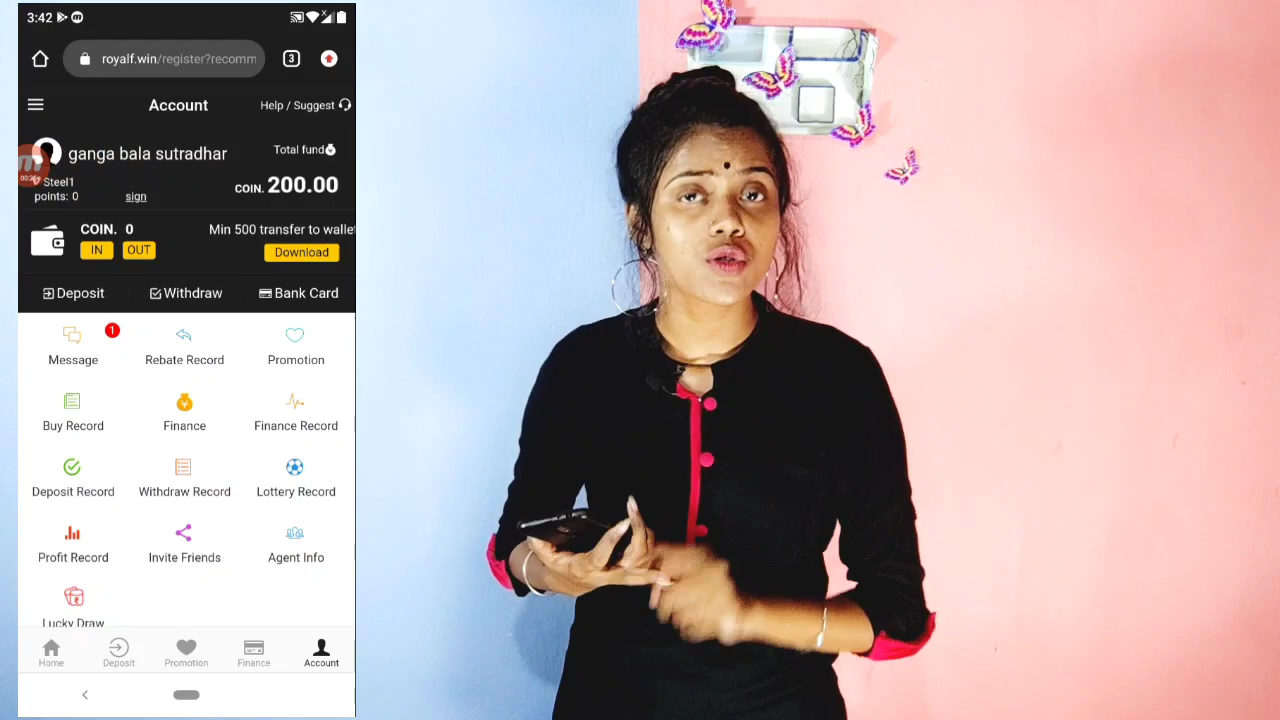 3:42
royalf.win/register?recomm
3
Account
Help / Suggest
ganga bala sutradhar
Total fund
Steel1
COIN. 200.00
points: 0
sign
COIN. 0
Min 500 transfer to walle
IN
OUT
Download
Deposit
Withdraw
Bank Card
1
Message
Rebate Record
Promotion
Buy Record
Finance
Finance Record
Deposit Record
Withdraw Record
Lottery Record
Profit Record
Invite Friends
Agent Info
Lucky Draw
Home
Deposit
Promotion
Finance
Account